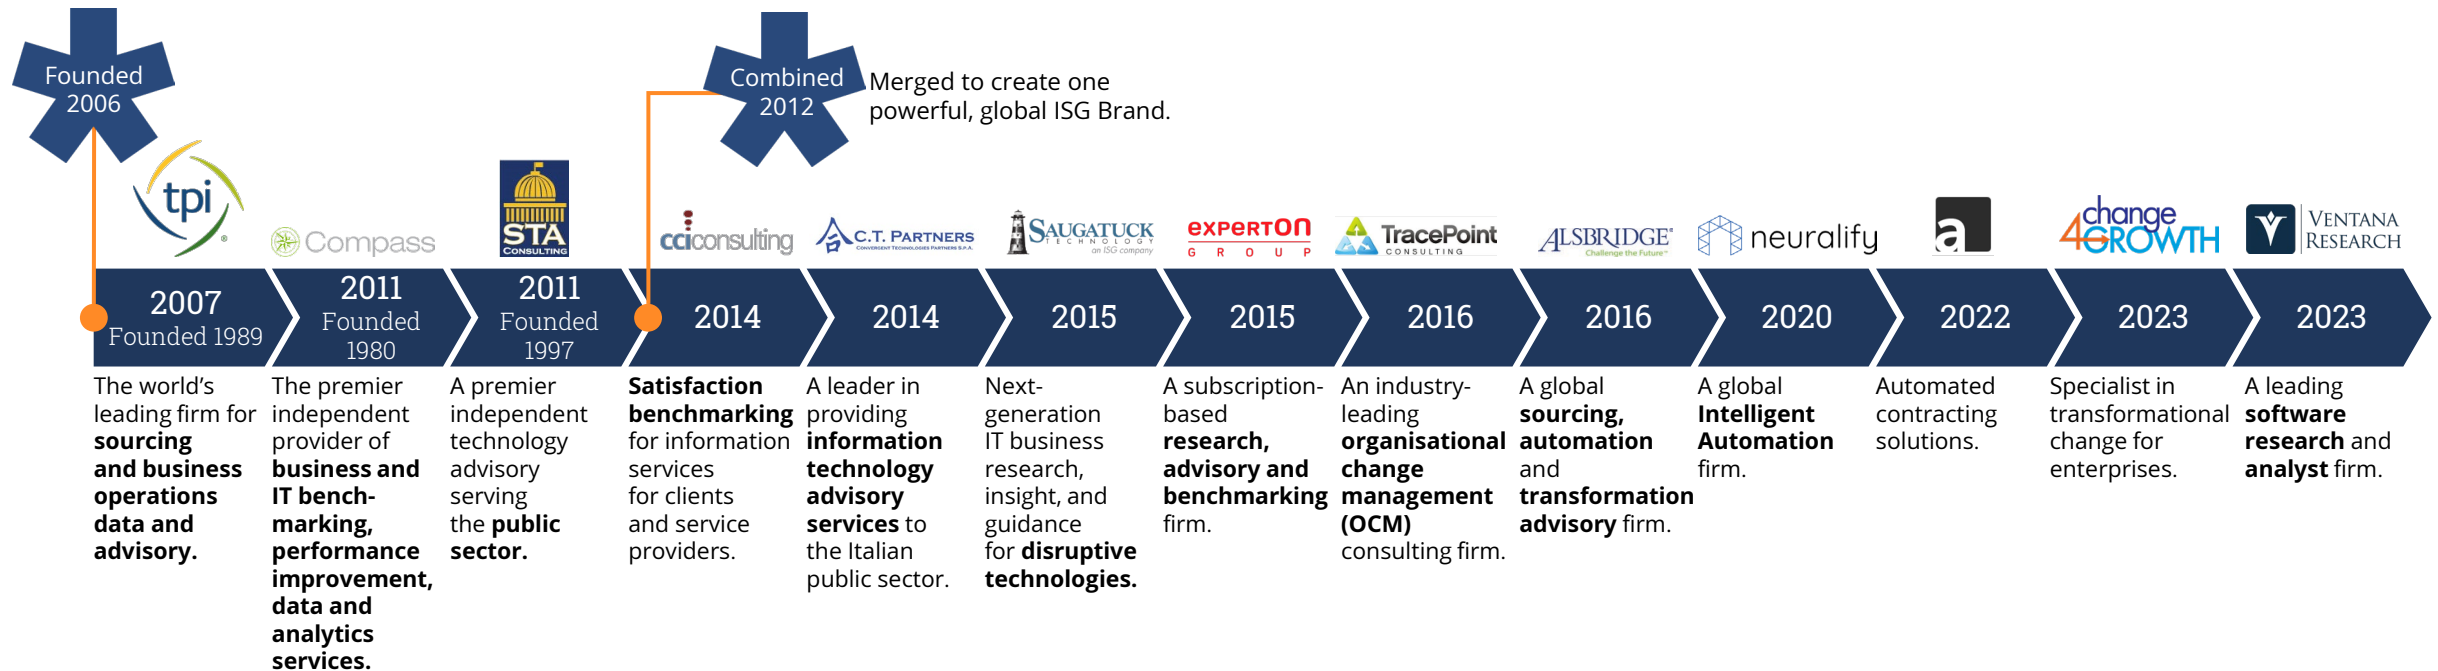 Founded
2006
Combined
2012
Merged to create one
powerful, global ISG Brand.
tpi
®
Compass
STA
CONSULTING
cciconsulting
C.T. PARTNERS
CONVERGENT TECHNOLOGIES PARTNERS S.P.A.
SAUGATUCK
TECHNOLOGY
an ISG company
experton
GROUP
TracePoint
CONSULTING
ALSBRIDGE®
Challenge the Future™
neuralify
a
change
4GROWTH
VENTANA
RESEARCH
2007
Founded 1989
2011
Founded
1980
2011
Founded
1997
2014
2014
2015
2015
2016
2016
2020
2022
2023
2023
The world's
leading firm for
sourcing
and business
operations
data and
advisory.
The premier
independent
provider of
business and
IT bench-
marking,
performance
improvement,
data and
analytics
services.
A premier
independent
technology
advisory
serving
the public
sector.
Satisfaction
benchmarking
for information
services
for clients
and service
providers.
A leader in
providing
information
technology
advisory
services to
the Italian
public sector.
Next-
generation
IT business
research,
insight, and
guidance
for disruptive
technologies.
A subscription-
based
research,
advisory and
benchmarking
firm.
An industry-
leading
organisational
change
management
(OCM)
consulting firm.
A global
sourcing,
automation
and
transformation
advisory firm.
A global
Intelligent
Automation
firm.
Automated
contracting
solutions.
Specialist in
transformational
change for
enterprises.
A leading
software
research and
analyst firm.